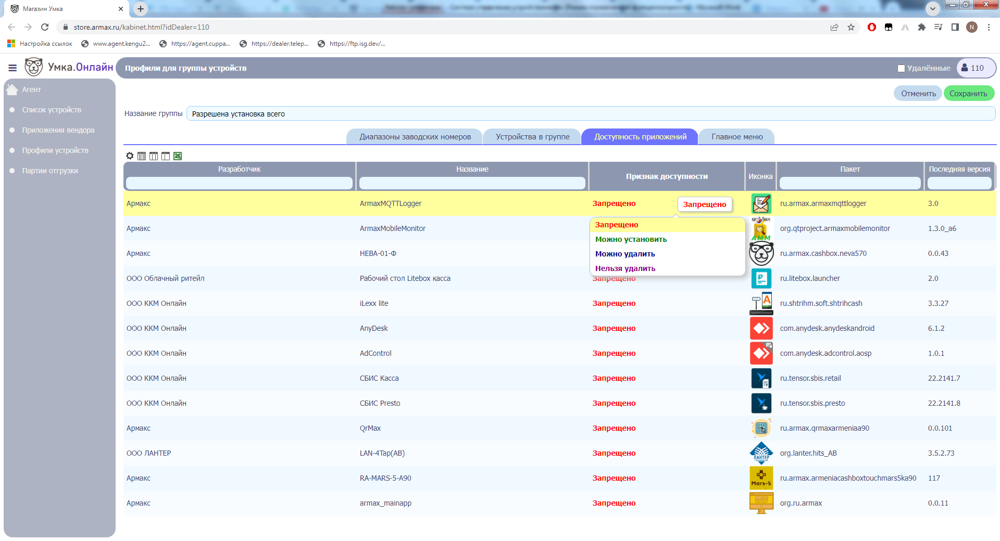 Магазин Умка
store.armax.ru/kabinet.html?idDealer=110
N
Настройка ссылок
www.agent.kengu2...
https://agent.cuppa...
https://dealer.telep...
https://ftp.isg.dev/...
Умка.Онлайн
Профили для группы устройств
Удалённые
110
Агент
Список устройств
Приложения вендора
Профили устройств
Партии отгрузки
Отменить
Сохранить
Название группы
Разрешена установка всего
Диапазоны заводских номеров
Устройства в группе
Доступность приложений
Главное меню
Разработчик
Название
Признак доступности
Иконка
Пакет
Последняя версия
Армакс
ArmaxMQTTLogger
Запрещено
Запрещено
ru.armax.armaxmqttlogger
3.0
Запрещено
Можно установить
Можно удалить
Нельзя удалить
Армакс
ArmaxMobileMonitor
AMM
org.qtproject.armaxmobilemonitor
1.3.0_a6
Армакс
НЕВА-01-Ф
ru.armax.cashbox.neva570
0.0.43
ООО Облачный ритейл
Рабочий стол Litebox касса
Запрещено
ru.litebox.launcher
2.0
ООО ККМ Онлайн
iLexx lite
Запрещено
A
ru.shtrihm.soft.shtrihcash
3.3.27
ООО ККМ Онлайн
AnyDesk
Запрещено
com.anydesk.anydeskandroid
6.1.2
ООО ККМ Онлайн
AdControl
Запрещено
com.anydesk.adcontrol.aosp
1.0.1
ООО ККМ Онлайн
СБИС Касса
Запрещено
ru.tensor.sbis.retail
22.2141.7
ООО ККМ Онлайн
СБИС Presto
Запрещено
ru.tensor.sbis.presto
22.2141.8
Армакс
QrMax
Запрещено
ru.armax.qrmaxarmeniaa90
0.0.101
ООО ЛАНТЕР
LAN-4Tap(AB)
Запрещено
ЛАНТЕР
org.lanter.hits_AB
3.5.2.73
Армакс
RA-MARS-5-A90
Запрещено
Mars-5
ru.armax.armeniacashboxtouchmars5ka90
117
Армакс
armax_mainapp
Запрещено
org.ru.armax
0.0.11